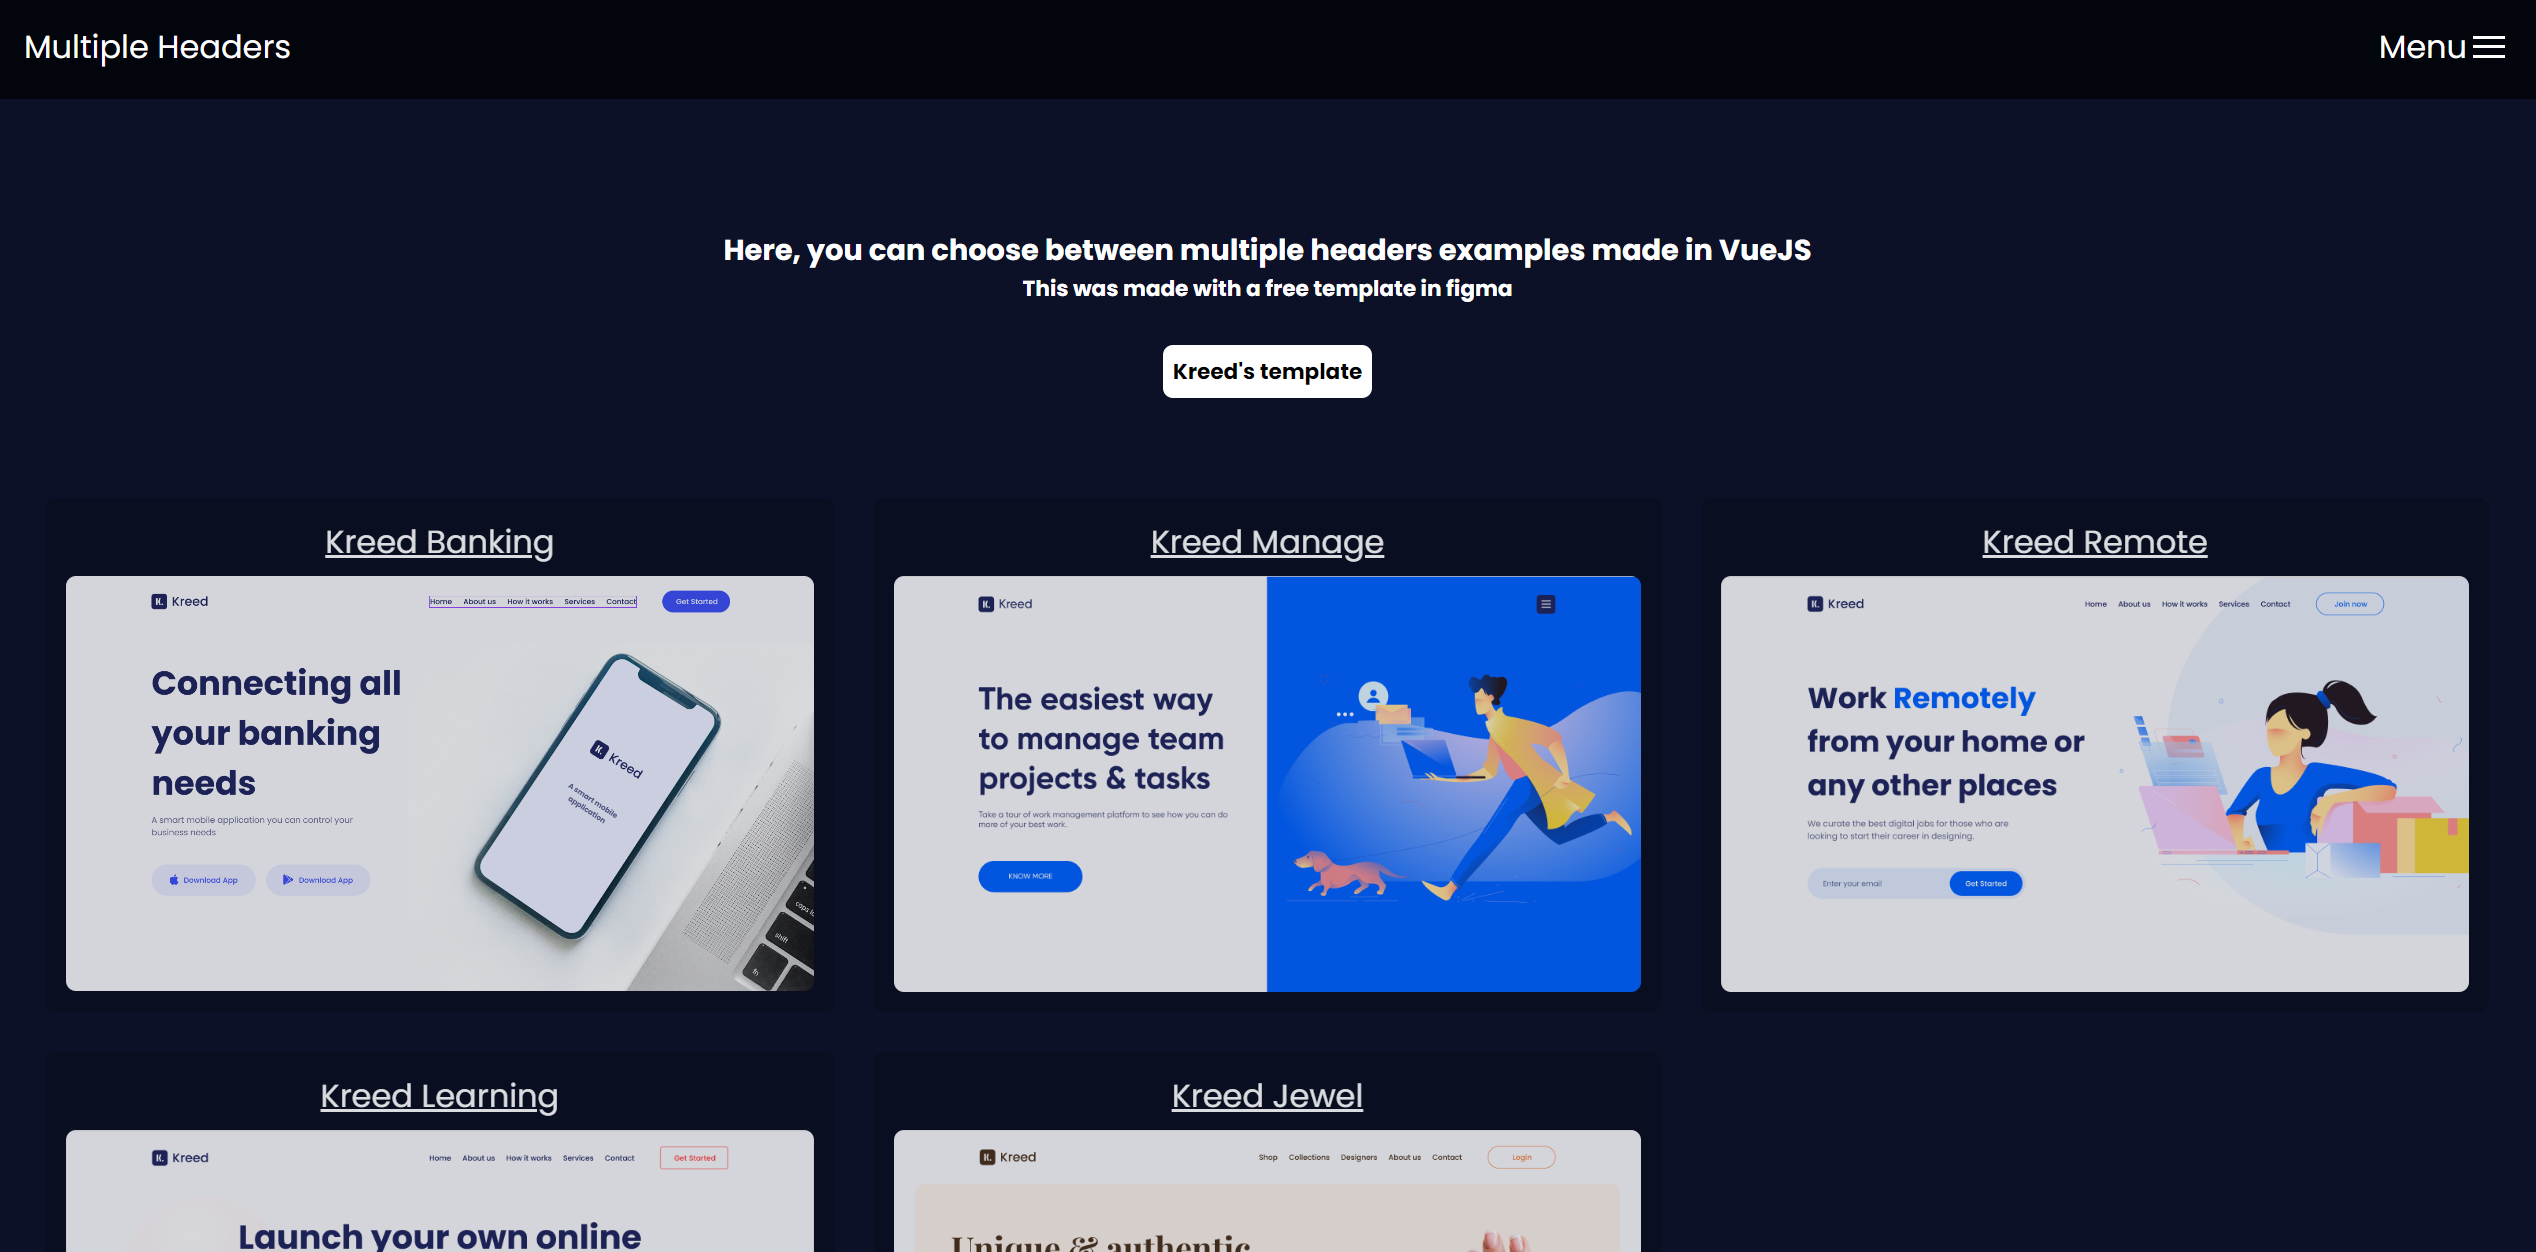 Multiple Headers
Menu
Here, you can choose between multiple headers examples made in VueJS
This was made with a free template in figma
Kreed's template
Kreed Banking
K. Kreed
Home About us How it works Services Contact
Get Started
Connecting all
your banking
needs
A smart mobile application you can control your
business needs
Download App
Download App
K. Kreed
A smart mobile
application
caps lo
shift
fn
Kreed Manage
K. Kreed
The easiest way
to manage team
projects & tasks
Take a tour of work management platform to see how you can do
more of your best work.
KNOW MORE
Kreed Remote
K. Kreed
Home About us How it works Services Contact
Join now
Work Remotely
from your home or
any other places
We curate the best digital jobs for those who are
looking to start their career in designing.
Enter your email
Get Started
Kreed Learning
K. Kreed
Home About us How it works Services Contact
Get Started
Launch your own online
Kreed Jewel
K. Kreed
Shop Collections Designers About us Contact
Login
Unique & authentic